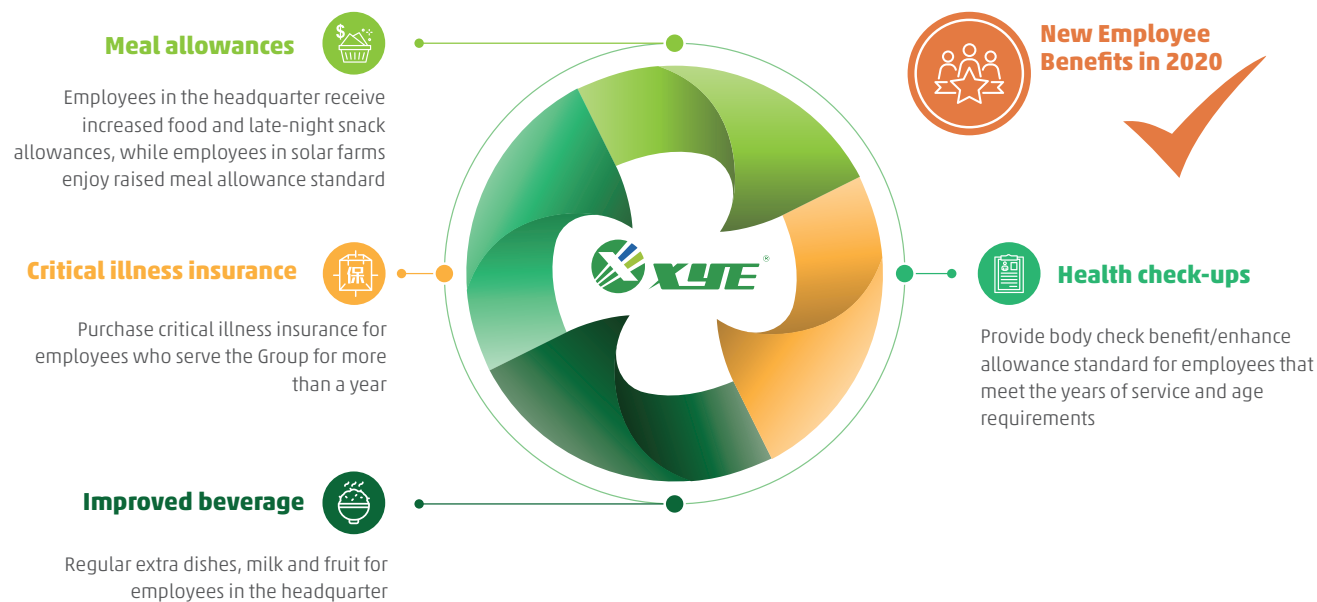 Meal allowances
$
Employees in the headquarter receive
increased food and late-night snack
allowances, while employees in solar farms
enjoy raised meal allowance standard
New Employee
Benefits in 2020
Critical illness insurance
保
Purchase critical illness insurance for
employees who serve the Group for more
than a year
XYE®
Health check-ups
Provide body check benefit/enhance
allowance standard for employees that
meet the years of service and age
requirements
Improved beverage
Regular extra dishes, milk and fruit for
employees in the headquarter